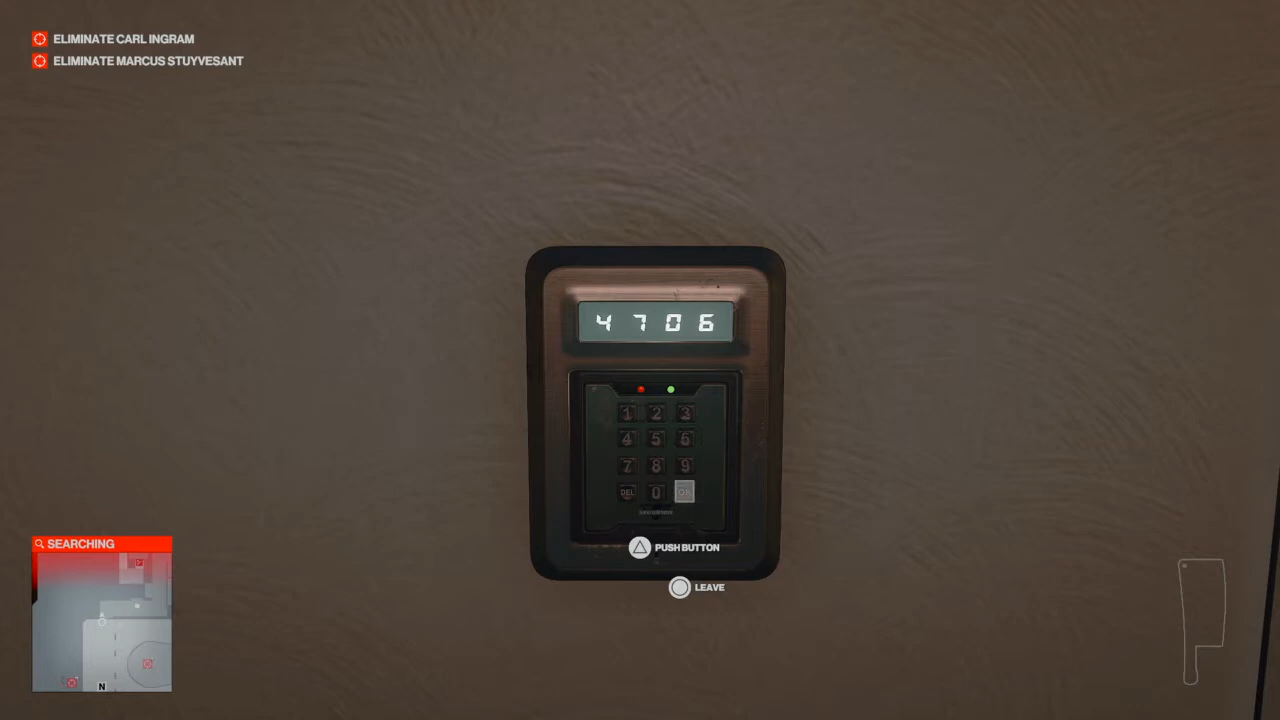 ELIMINATE CARL INGRAM
ELIMINATE MARCUS STUYVESANT
4706
1 2 3
4 5 6
7 8 9
DEL 0 OK
PUSH BUTTON
LEAVE
SEARCHING
N